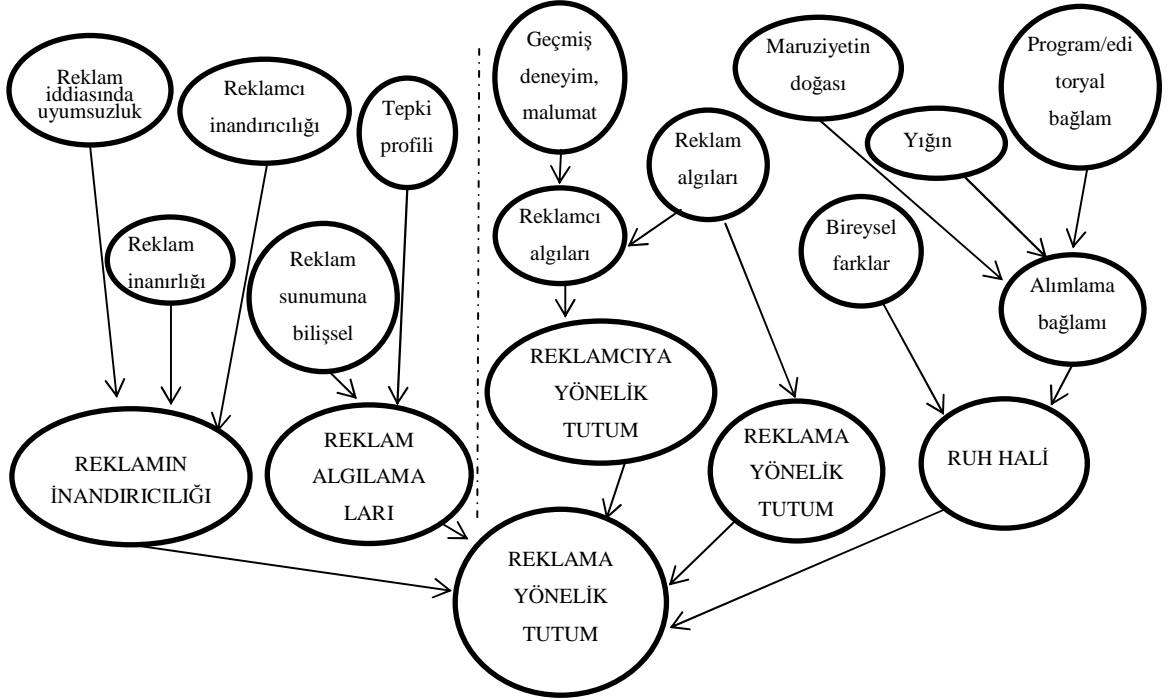 Reklam
iddiasında
uyumsuzluk
Reklamcı
inandırıcılığı
Tepki
profili
Geçmiş
deneyim,
malumat
Reklam
algıları
Maruziyetin
doğası
Yığın
Program/edi
toryal
bağlam
Reklam
inanırlığı
Reklam
sunumuna
bilişsel
Reklamcı
algıları
Bireysel
farklar
Alımlama
bağlamı
REKLAMIN
İNANDIRICILIĞI
REKLAM
ALGILAMA
LARI
REKLAMCIYA
YÖNELİK
TUTUM
REKLAMA
YÖNELİK
TUTUM
RUH HALİ
REKLAMA
YÖNELİK
TUTUM